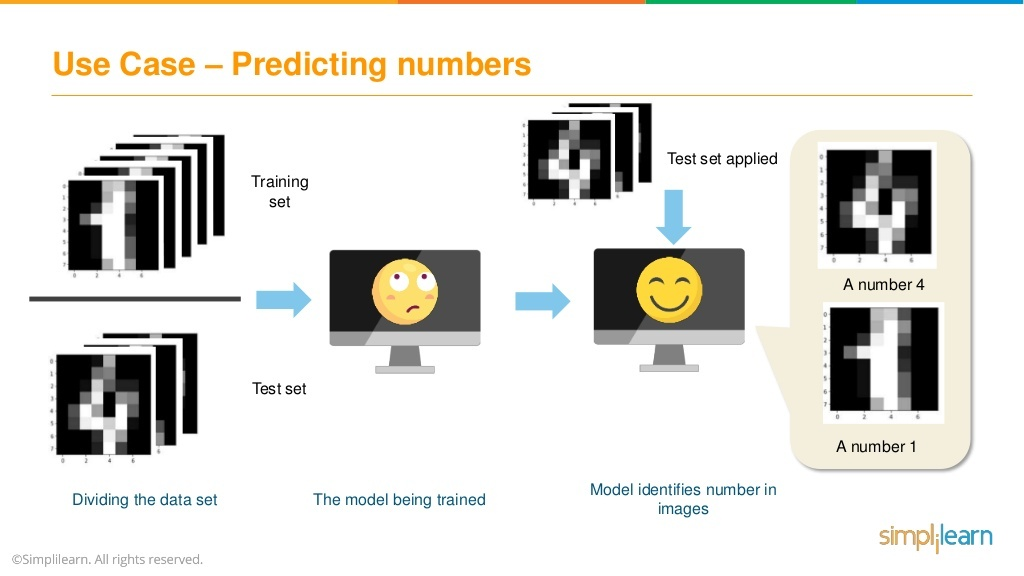 Use Case – Predicting numbers
Training
set
Test set applied
A number 4
Test set
A number 1
Dividing the data set
The model being trained
Model identifies number in
images
simplilearn
©Simplilearn. All rights reserved.